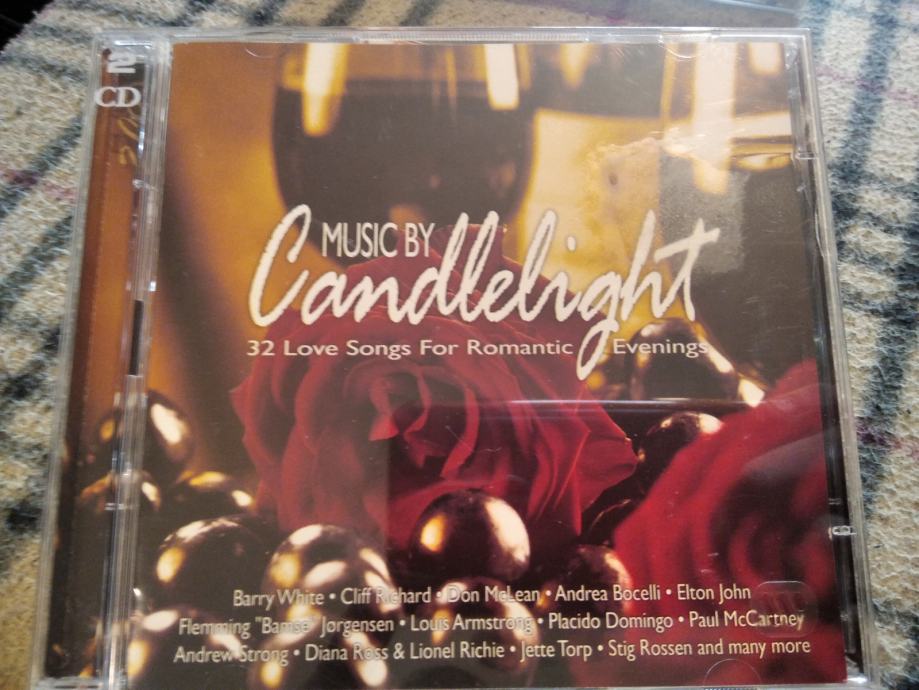 2
CD
MUSIC BY
Candlelight
32 Love Songs For Romantic Evenings
Barry White • Cliff Richard • Don McLean • Andrea Bocelli • Elton John
Flemming "Bamse" Jørgensen • Louis Armstrong • Placido Domingo • Paul McCartney
Andrew Strong • Diana Ross & Lionel Richie • Jette Torp • Stig Rossen and many more